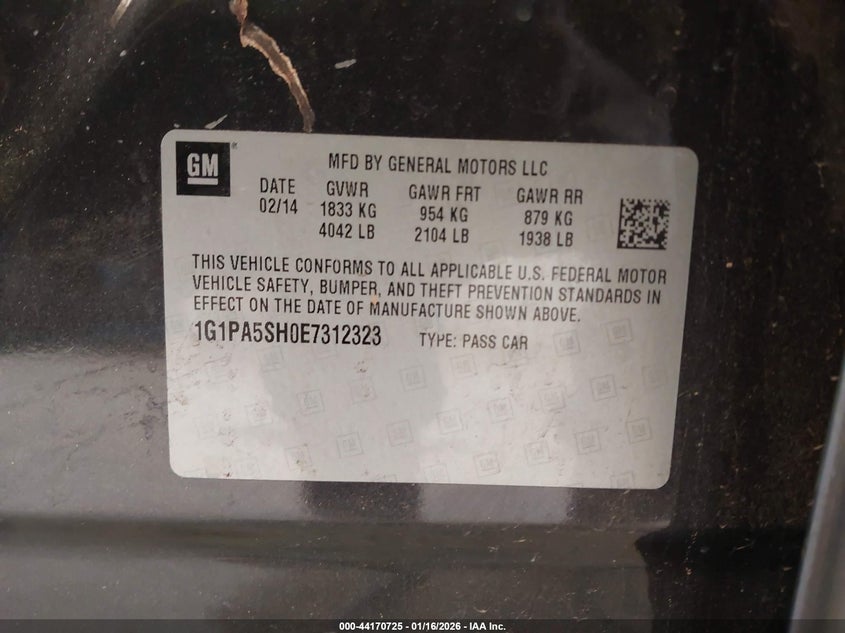 GM
MFD BY GENERAL MOTORS LLC
DATE GVWR GAWR FRT GAWR RR
02/14 1833 KG 954 KG 879 KG
4042 LB 2104 LB 1938 LB
THIS VEHICLE CONFORMS TO ALL APPLICABLE U.S. FEDERAL MOTOR
VEHICLE SAFETY, BUMPER, AND THEFT PREVENTION STANDARDS IN
EFFECT ON THE DATE OF MANUFACTURE SHOWN ABOVE.
1G1PA5SH0E7312323 TYPE: PASS CAR
000-44170725 - 01/16/2026 - IAA Inc.